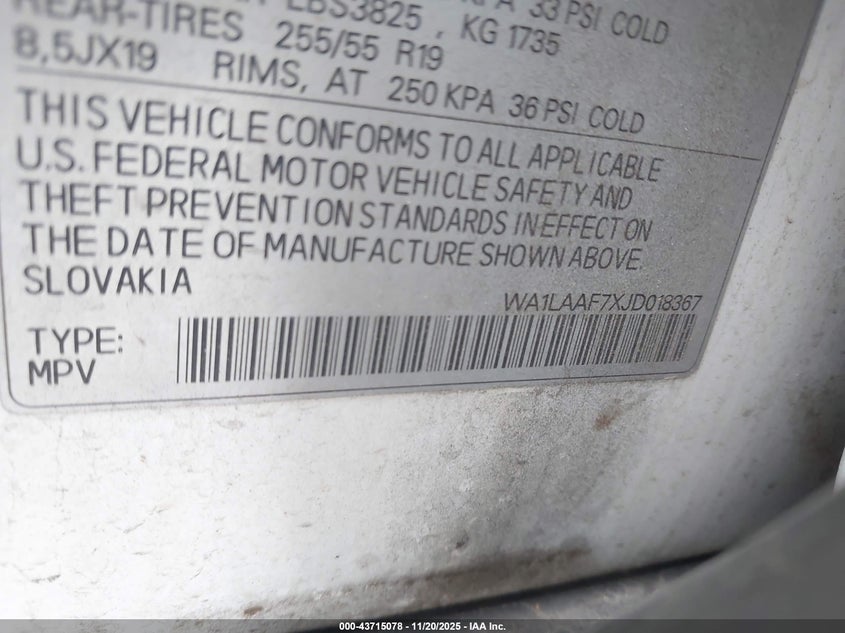 LBS3825 , KG 1735 KPA 33 PSI COLD
REAR-TIRES 255/55 R19
8,5JX19 RIMS, AT 250 KPA 36 PSI COLD
THIS VEHICLE CONFORMS TO ALL APPLICABLE
U.S. FEDERAL MOTOR VEHICLE SAFETY AND
THEFT PREVENTION STANDARDS IN EFFECT ON
THE DATE OF MANUFACTURE SHOWN ABOVE.
SLOVAKIA
WA1LAAF7XJD018367
TYPE:
MPV
000-43715078 - 11/20/2025 - IAA Inc.